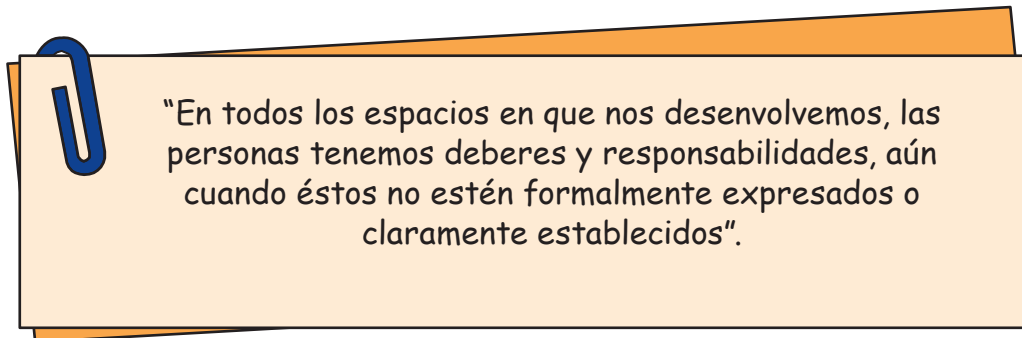 “En todos los espacios en que nos desenvolvemos, las
personas tenemos deberes y responsabilidades, aún
cuando éstos no estén formalmente expresados o
claramente establecidos”.